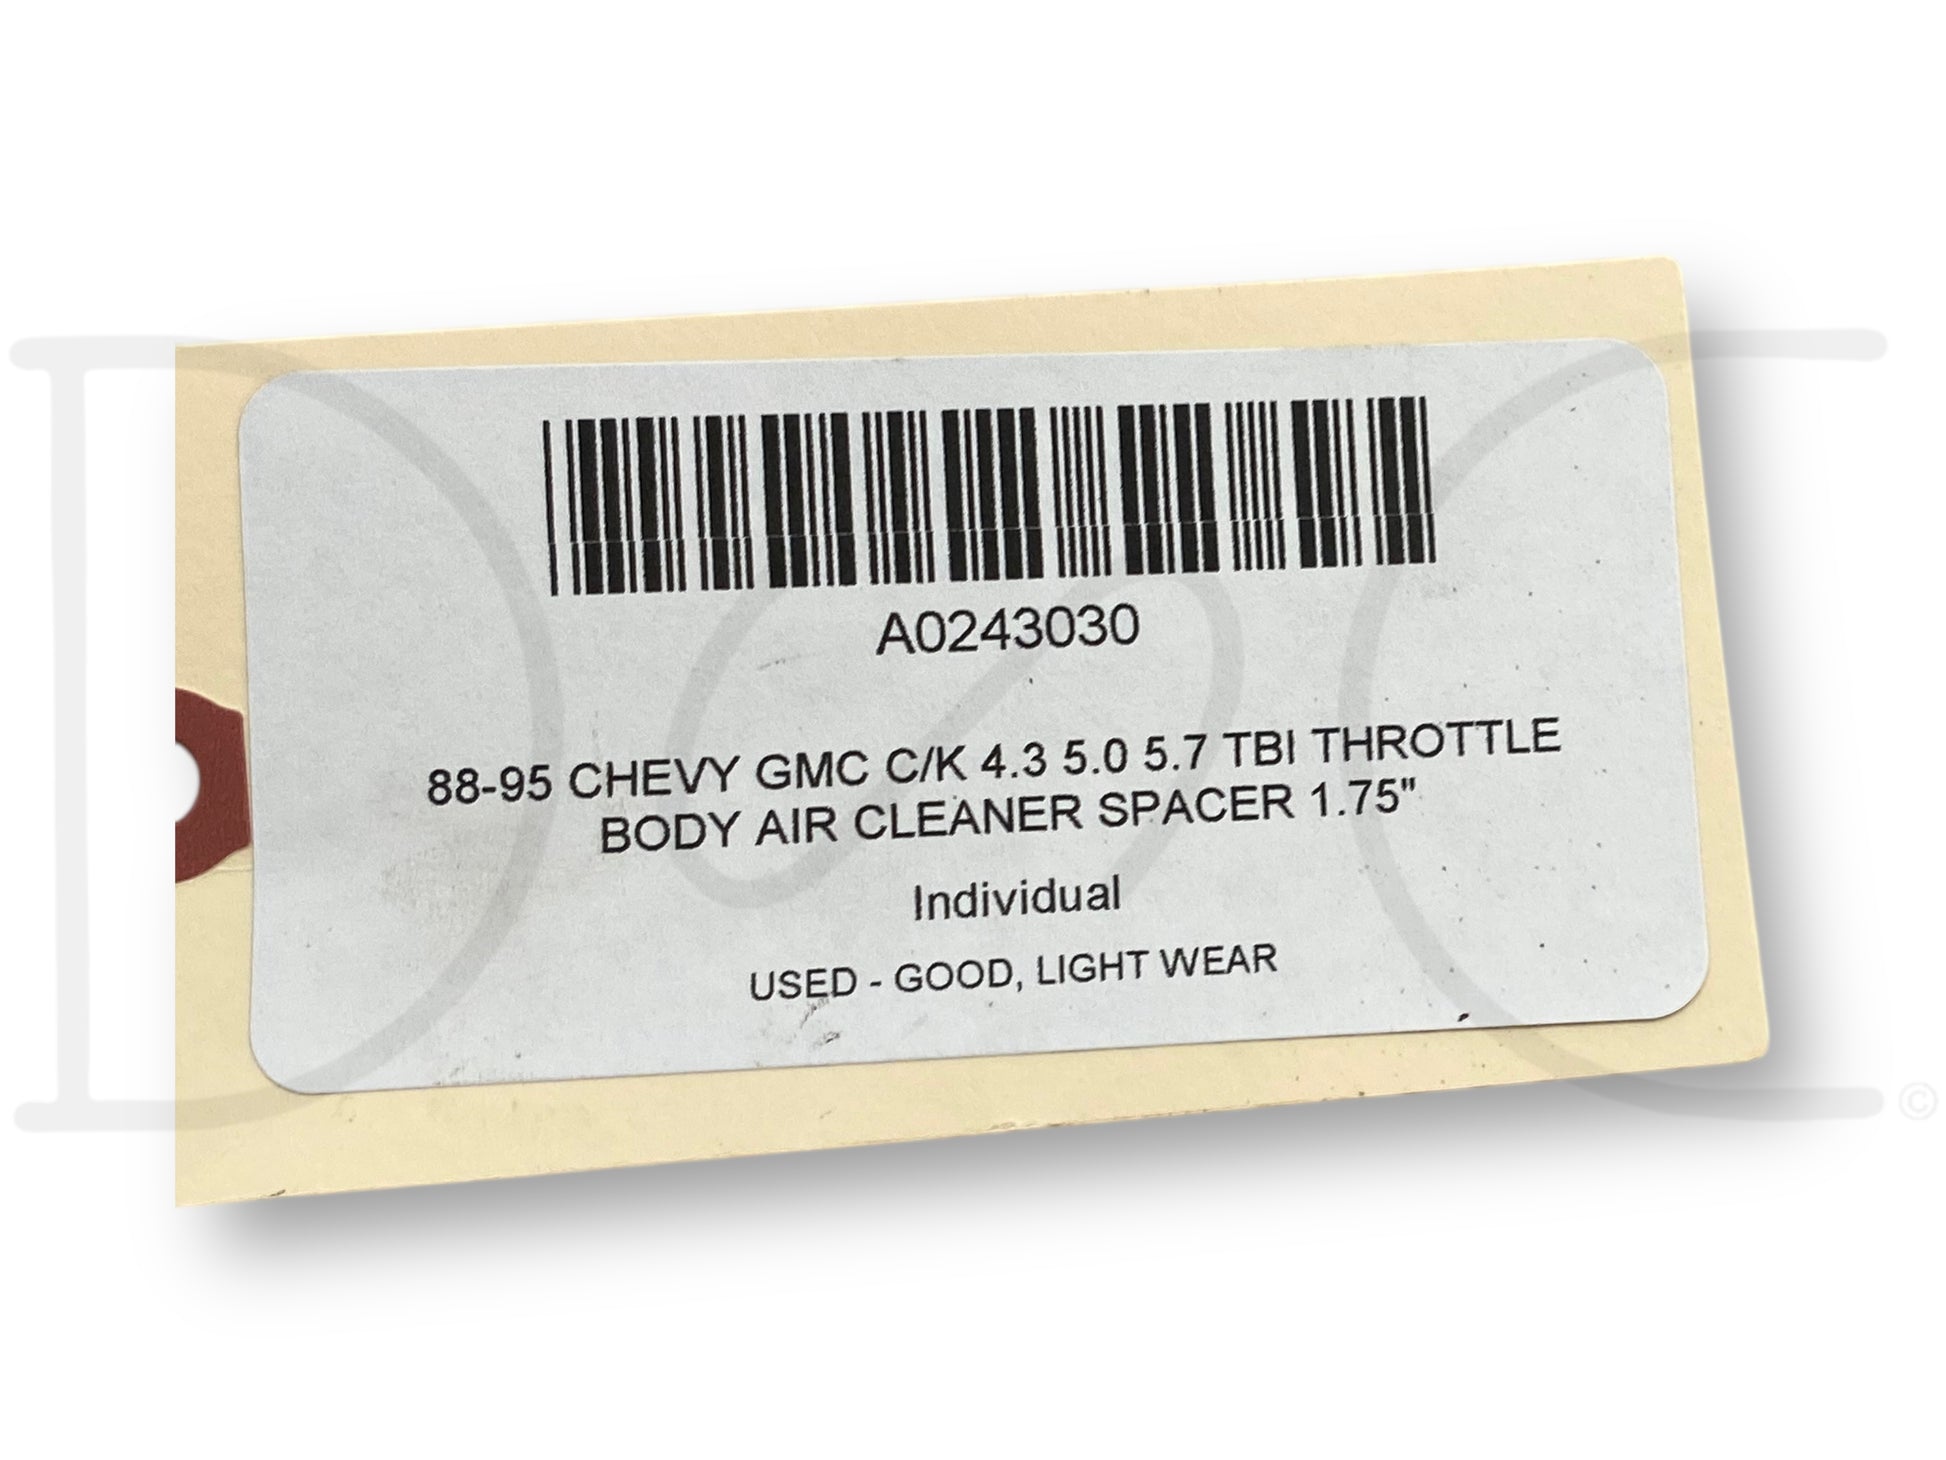 A0243030
88-95 CHEVY GMC C/K 4.3 5.0 5.7 TBI THROTTLE
BODY AIR CLEANER SPACER 1.75"
Individual
USED - GOOD, LIGHT WEAR
©